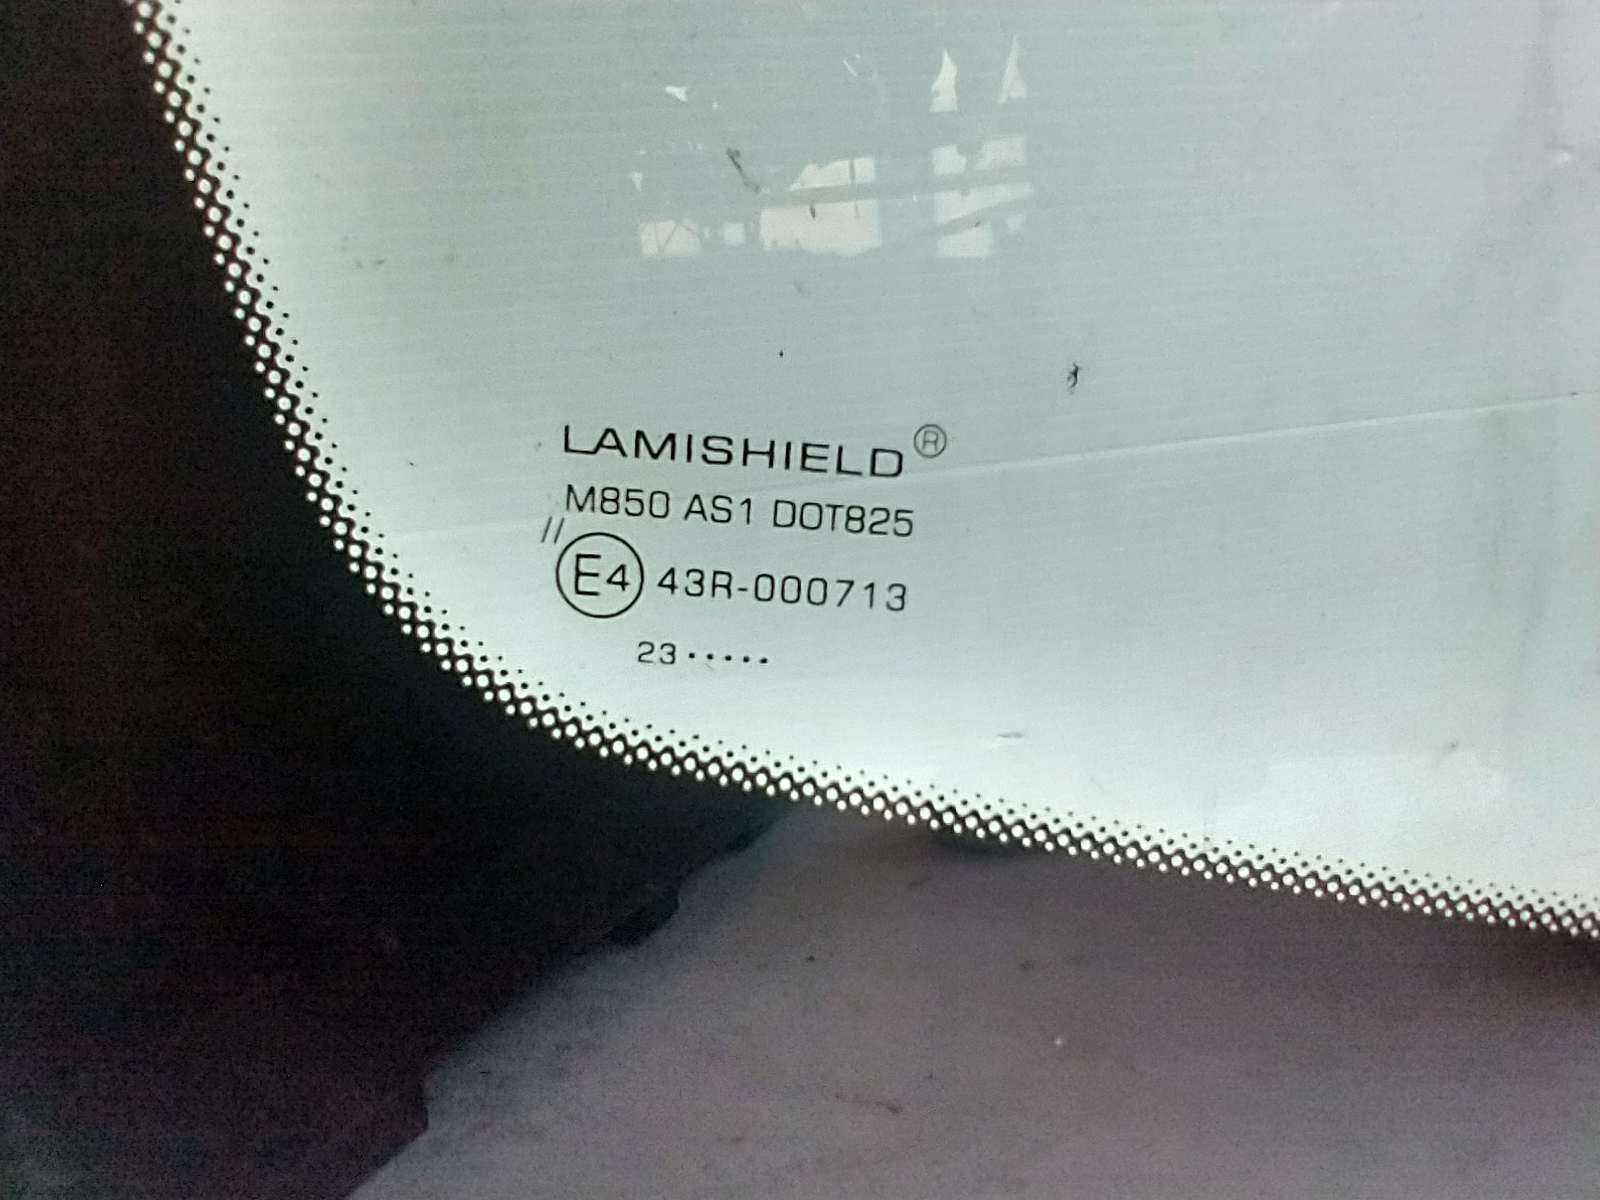 LAMISHIELD®
M850 AS1 DOT825
//
E4 43R-000713
23·····